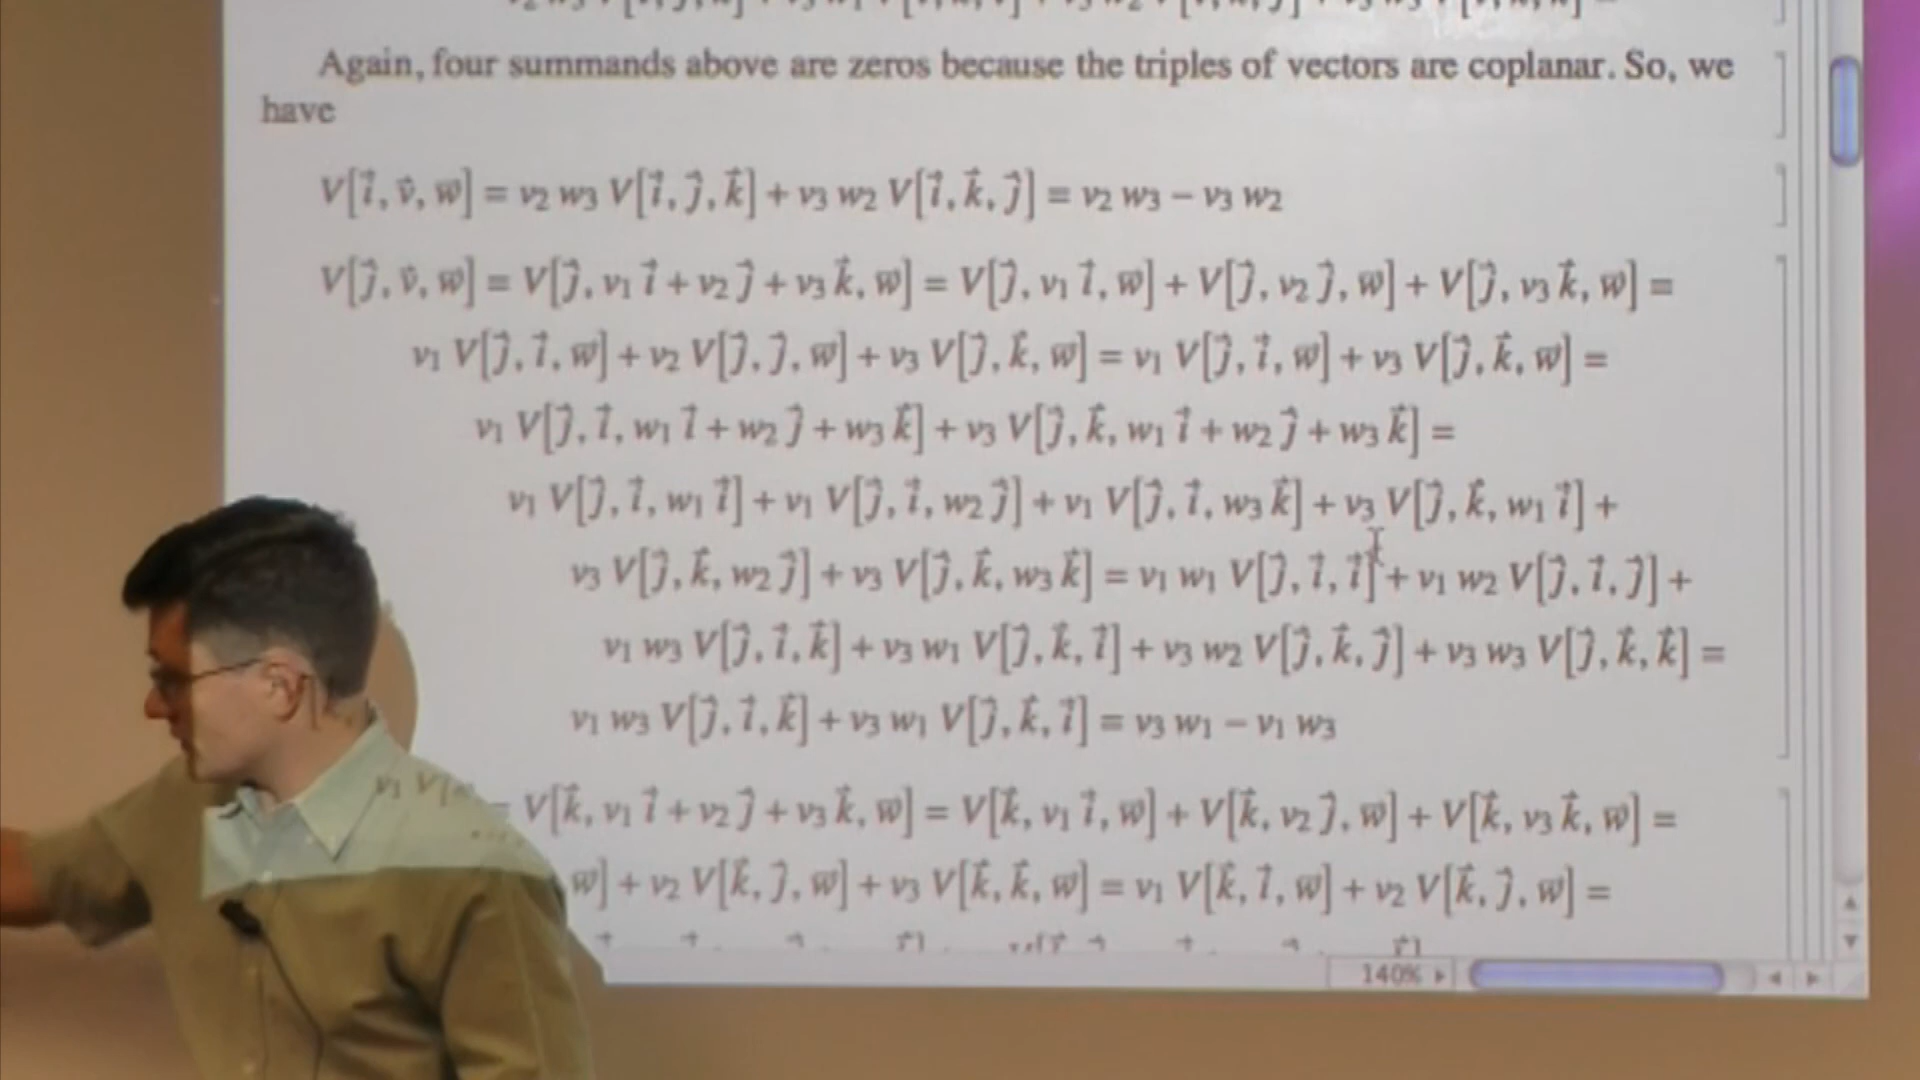 Again, four summands above are zeros because the triples of vectors are coplanar. So, we
have
V[i⃗, v⃗, w⃗] = v₂ w₃ V[i⃗, j⃗, k⃗] + v₃ w₂ V[i⃗, k⃗, j⃗] = v₂ w₃ − v₃ w₂
V[j⃗, v⃗, w⃗] = V[j⃗, v₁ i⃗ + v₂ j⃗ + v₃ k⃗, w⃗] = V[j⃗, v₁ i⃗, w⃗] + V[j⃗, v₂ j⃗, w⃗] + V[j⃗, v₃ k⃗, w⃗] =
v₁ V[j⃗, i⃗, w⃗] + v₂ V[j⃗, j⃗, w⃗] + v₃ V[j⃗, k⃗, w⃗] = v₁ V[j⃗, i⃗, w⃗] + v₃ V[j⃗, k⃗, w⃗] =
v₁ V[j⃗, i⃗, w₁ i⃗ + w₂ j⃗ + w₃ k⃗] + v₃ V[j⃗, k⃗, w₁ i⃗ + w₂ j⃗ + w₃ k⃗] =
v₁ V[j⃗, i⃗, w₁ i⃗] + v₁ V[j⃗, i⃗, w₂ j⃗] + v₁ V[j⃗, i⃗, w₃ k⃗] + v₃ V[j⃗, k⃗, w₁ i⃗] +
v₃ V[j⃗, k⃗, w₂ j⃗] + v₃ V[j⃗, k⃗, w₃ k⃗] = v₁ w₁ V[j⃗, i⃗, i⃗] + v₁ w₂ V[j⃗, i⃗, j⃗] +
v₁ w₃ V[j⃗, i⃗, k⃗] + v₃ w₁ V[j⃗, k⃗, i⃗] + v₃ w₂ V[j⃗, k⃗, j⃗] + v₃ w₃ V[j⃗, k⃗, k⃗] =
v₁ w₃ V[j⃗, i⃗, k⃗] + v₃ w₁ V[j⃗, k⃗, i⃗] = v₃ w₁ − v₁ w₃
= V[k⃗, v₁ i⃗ + v₂ j⃗ + v₃ k⃗, w⃗] = V[k⃗, v₁ i⃗, w⃗] + V[k⃗, v₂ j⃗, w⃗] + V[k⃗, v₃ k⃗, w⃗] =
w⃗] + v₂ V[k⃗, j⃗, w⃗] + v₃ V[k⃗, k⃗, w⃗] = v₁ V[k⃗, i⃗, w⃗] + v₂ V[k⃗, j⃗, w⃗] =
140%